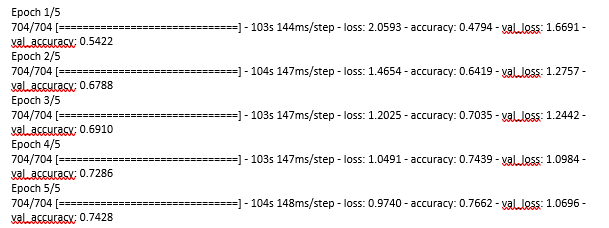 Epoch 1/5
704/704 [==============================] - 103s 144ms/step - loss: 2.0593 - accuracy: 0.4794 - val_loss: 1.6691 -
val_accuracy: 0.5422
Epoch 2/5
704/704 [==============================] - 104s 147ms/step - loss: 1.4654 - accuracy: 0.6419 - val_loss: 1.2757 -
val_accuracy: 0.6788
Epoch 3/5
704/704 [==============================] - 103s 147ms/step - loss: 1.2025 - accuracy: 0.7035 - val_loss: 1.2442 -
val_accuracy: 0.6910
Epoch 4/5
704/704 [==============================] - 103s 147ms/step - loss: 1.0491 - accuracy: 0.7439 - val_loss: 1.0984 -
val_accuracy: 0.7286
Epoch 5/5
704/704 [==============================] - 104s 148ms/step - loss: 0.9740 - accuracy: 0.7662 - val_loss: 1.0696 -
val_accuracy: 0.7428